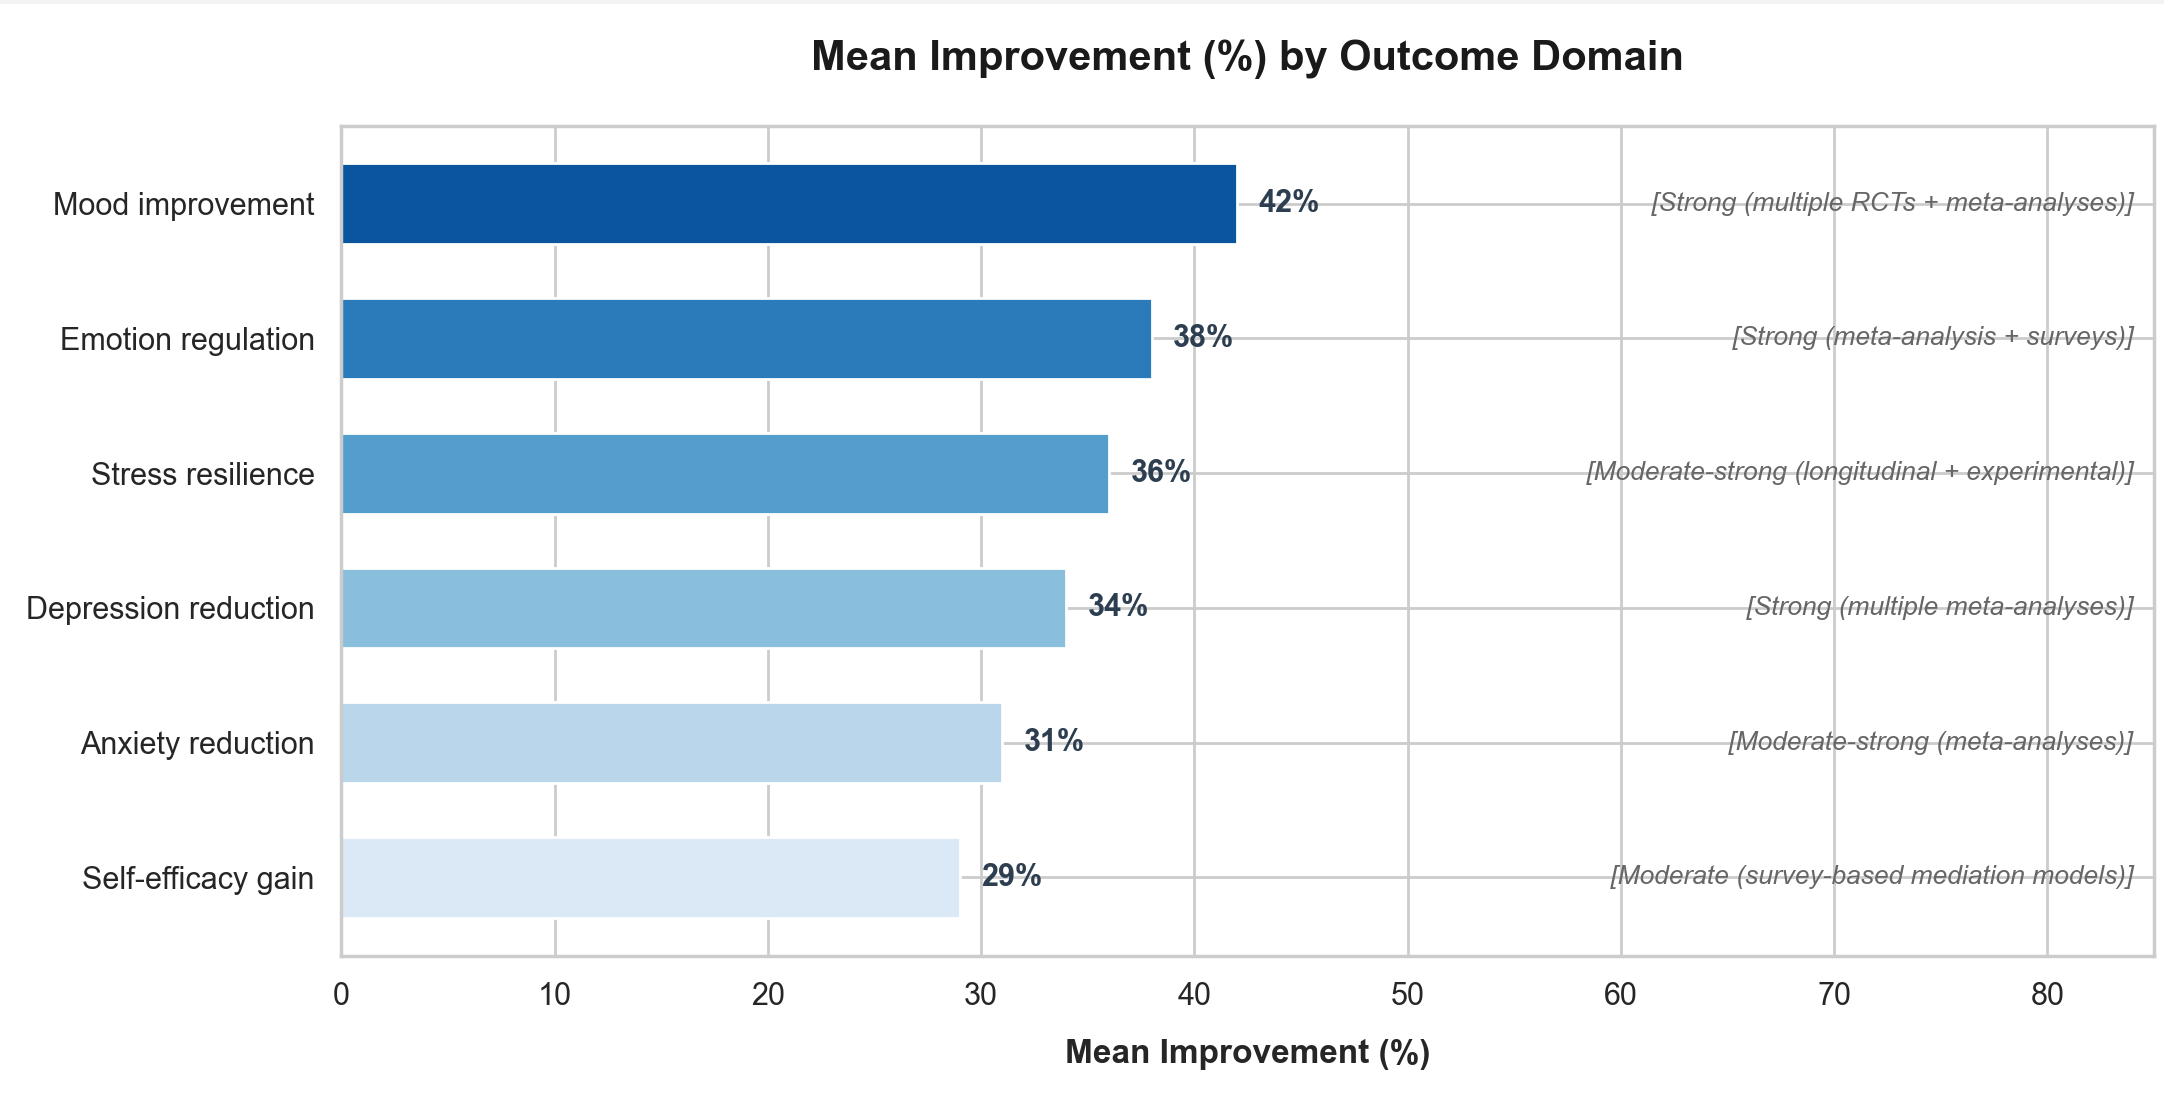 Mean Improvement (%) by Outcome Domain
Mood improvement 42% [Strong (multiple RCTs + meta-analyses)]
Emotion regulation 38% [Strong (meta-analysis + surveys)]
Stress resilience 36% [Moderate-strong (longitudinal + experimental)]
Depression reduction 34% [Strong (multiple meta-analyses)]
Anxiety reduction 31% [Moderate-strong (meta-analyses)]
Self-efficacy gain 29% [Moderate (survey-based mediation models)]
0 10 20 30 40 50 60 70 80
Mean Improvement (%)